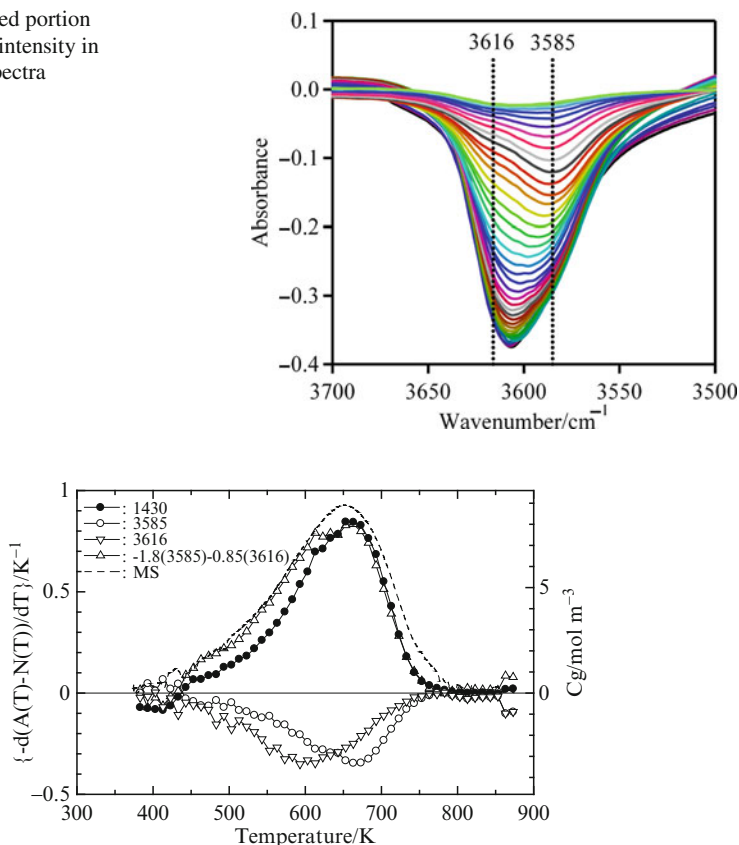 ed portion
intensity in
pectra
0.1
3616 3585
0.0
−0.1
−0.2
−0.3
−0.4
Absorbance
3700 3650 3600 3550 3500
Wavenumber/cm⁻¹
1
: 1430
: 3585
: 3616
: -1.8(3585)-0.85(3616)
: MS
0.5
5
0
0
−0.5
{-d(A(T)-N(T))/dT}/K⁻¹
Cg/mol m⁻³
300 400 500 600 700 800 900
Temperature/K